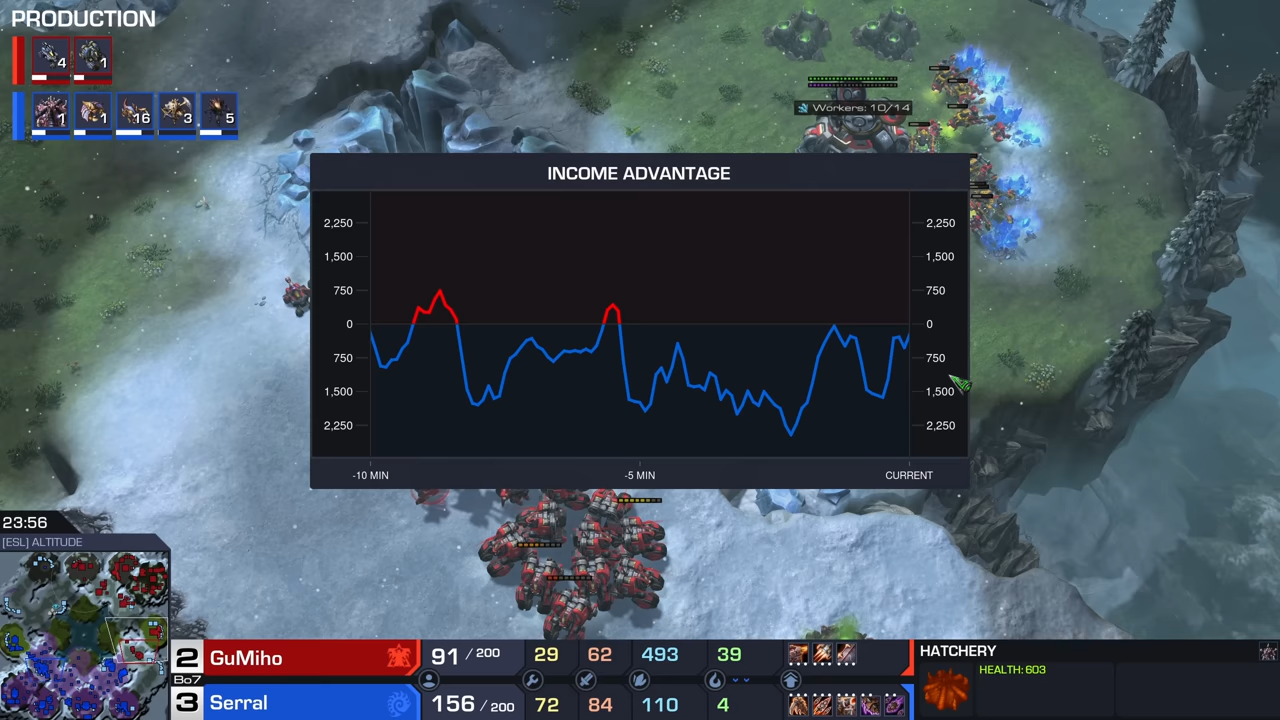 PRODUCTION
4 1
1 1 16 3 5
Workers: 10/14
INCOME ADVANTAGE
2,250 2,250
1,500 1,500
750 750
0 0
750 750
1,500 1,500
2,250 2,250
-10 MIN -5 MIN CURRENT
23:56
[ESL] ALTITUDE
2 GuMiho 91 / 200 29 62 493 39
Bo7
3 Serral 156 / 200 72 84 110 4
HATCHERY
HEALTH: 603